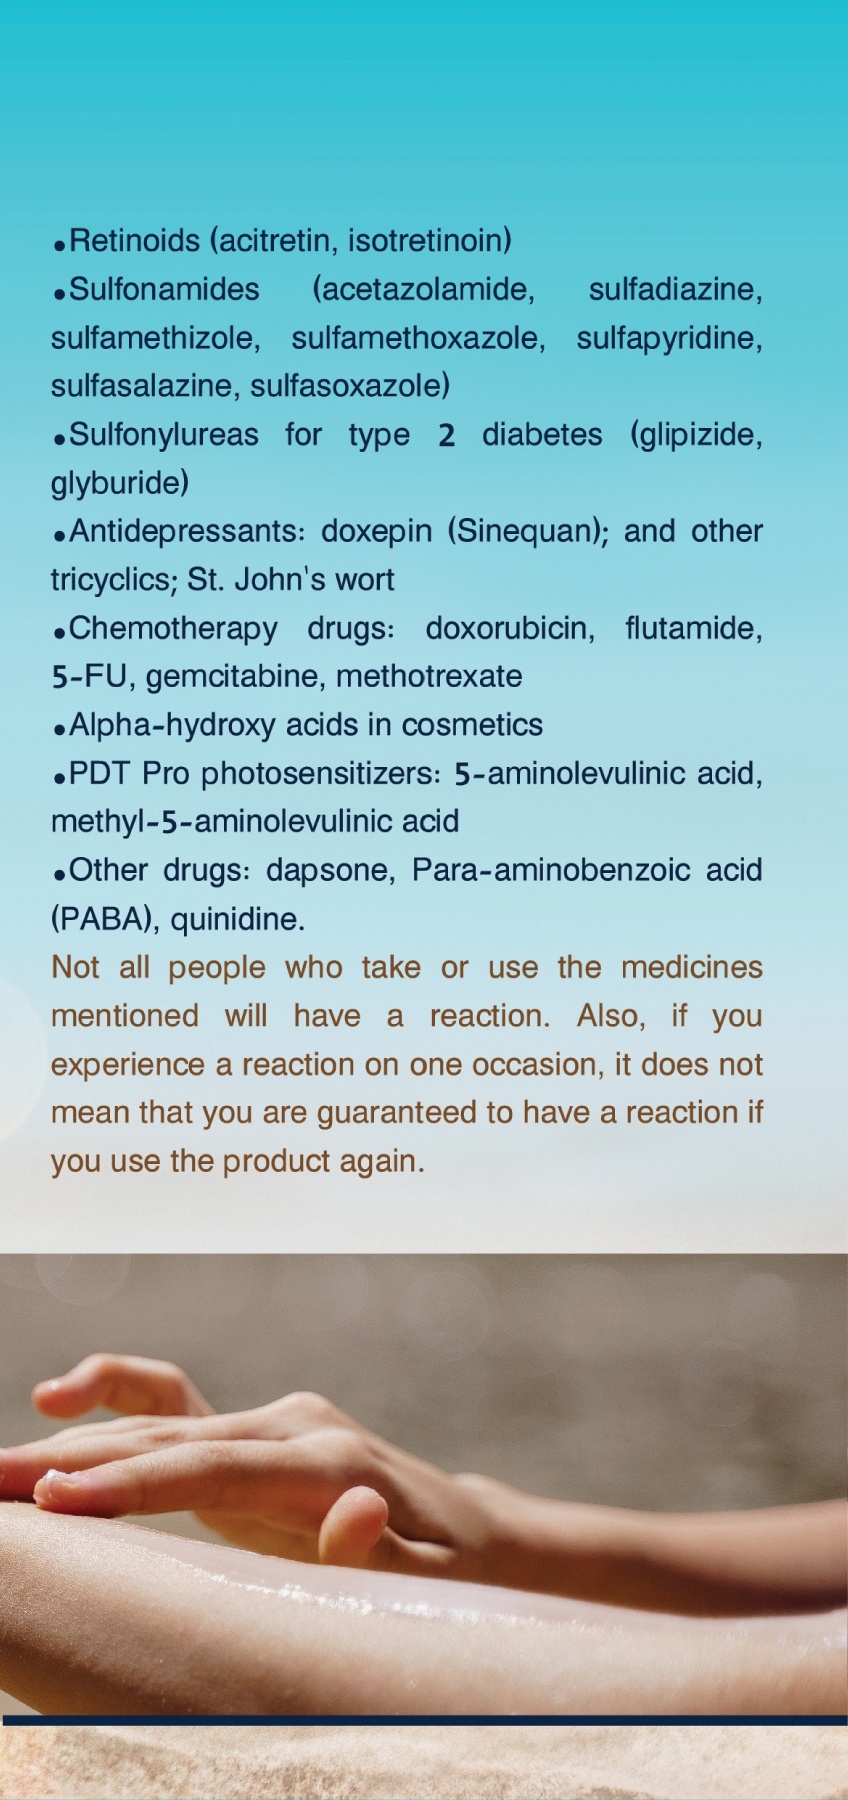 •Retinoids (acitretin, isotretinoin)
•Sulfonamides (acetazolamide, sulfadiazine,
sulfamethizole, sulfamethoxazole, sulfapyridine,
sulfasalazine, sulfasoxazole)
•Sulfonylureas for type 2 diabetes (glipizide,
glyburide)
•Antidepressants: doxepin (Sinequan); and other
tricyclics; St. John's wort
•Chemotherapy drugs: doxorubicin, flutamide,
5-FU, gemcitabine, methotrexate
•Alpha-hydroxy acids in cosmetics
•PDT Pro photosensitizers: 5-aminolevulinic acid,
methyl-5-aminolevulinic acid
•Other drugs: dapsone, Para-aminobenzoic acid
(PABA), quinidine.
Not all people who take or use the medicines
mentioned will have a reaction. Also, if you
experience a reaction on one occasion, it does not
mean that you are guaranteed to have a reaction if
you use the product again.